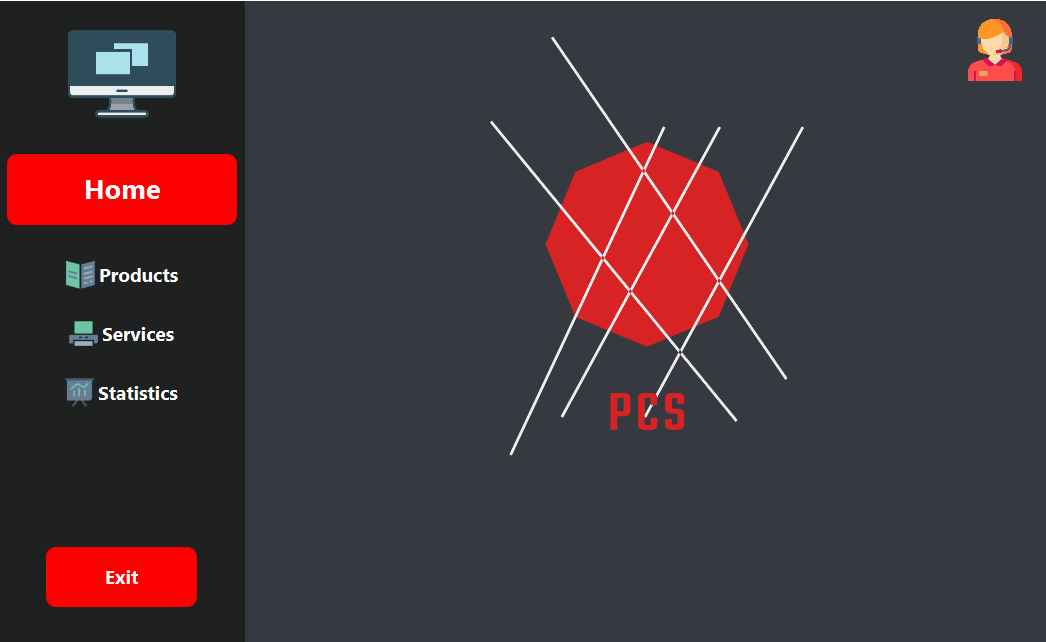 Home
Products
Services
Statistics
PCS
Exit